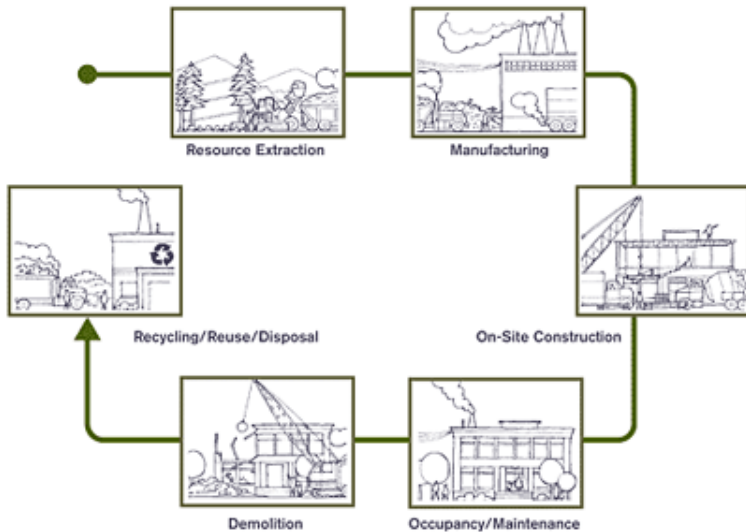 Resource Extraction
Manufacturing
On-Site Construction
Occupancy/Maintenance
Demolition
Recycling/Reuse/Disposal